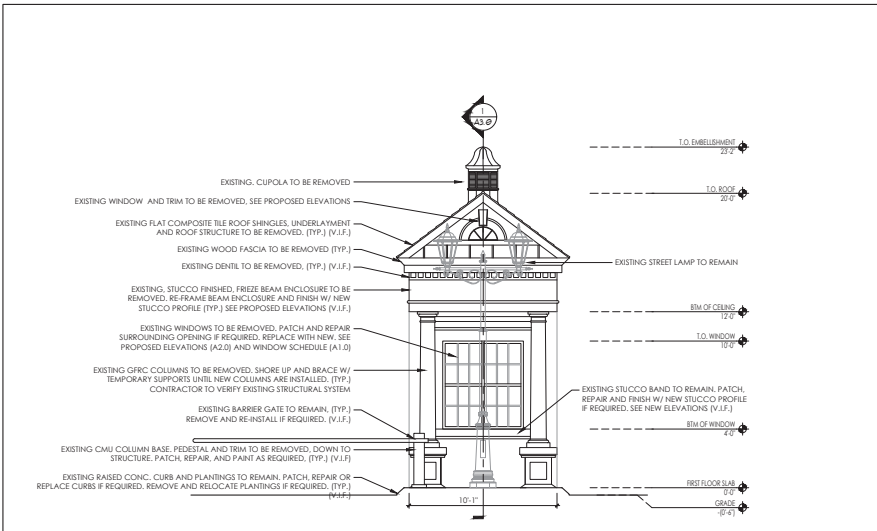 1
A3.0
T.O. EMBELLISHMENT
23'-2"
EXISTING, CUPOLA TO BE REMOVED
T.O. ROOF
20'-0"
EXISTING WINDOW AND TRIM TO BE REMOVED, SEE PROPOSED ELEVATIONS
EXISTING FLAT COMPOSITE TILE ROOF SHINGLES, UNDERLAYMENT
AND ROOF STRUCTURE TO BE REMOVED. (TYP.) (V.I.F.)
EXISTING WOOD FASCIA TO BE REMOVED (TYP.)
EXISTING STREET LAMP TO REMAIN
EXISTING DENTIL TO BE REMOVED, (TYP.) (V.I.F.)
EXISTING, STUCCO FINISHED, FRIEZE BEAM ENCLOSURE TO BE
REMOVED. RE-FRAME BEAM ENCLOSURE AND FINISH W/ NEW
STUCCO PROFILE (TYP.) SEE PROPOSED ELEVATIONS (V.I.F.)
BTM OF CEILING
12'-0"
EXISTING WINDOWS TO BE REMOVED. PATCH AND REPAIR
SURROUNDING OPENING IF REQUIRED. REPLACE WITH NEW. SEE
PROPOSED ELEVATIONS (A2.0) AND WINDOW SCHEDULE (A1.0)
T.O. WINDOW
10'-0"
EXISTING GFRC COLUMNS TO BE REMOVED. SHORE UP AND BRACE W/
TEMPORARY SUPPORTS UNTIL NEW COLUMNS ARE INSTALLED. (TYP.)
CONTRACTOR TO VERIFY EXISTING STRUCTURAL SYSTEM
EXISTING STUCCO BAND TO REMAIN. PATCH,
REPAIR AND FINISH W/ NEW STUCCO PROFILE
IF REQUIRED. SEE NEW ELEVATIONS (V.I.F.)
EXISTING BARRIER GATE TO REMAIN, (TYP.)
REMOVE AND RE-INSTALL IF REQUIRED. (V.I.F.)
BTM OF WINDOW
4'-0"
EXISTING CMU COLUMN BASE. PEDESTAL AND TRIM TO BE REMOVED, DOWN TO
STRUCTURE. PATCH, REPAIR, AND PAINT AS REQUIRED, (TYP.) (V.I.F)
EXISTING RAISED CONC. CURB AND PLANTINGS TO REMAIN. PATCH, REPAIR OR
REPLACE CURBS IF REQUIRED. REMOVE AND RELOCATE PLANTINGS IF REQUIRED. (TYP.)
(V.I.F.)
FIRST FLOOR SLAB
0'-0"
10'-1"
GRADE
-(0'-6")